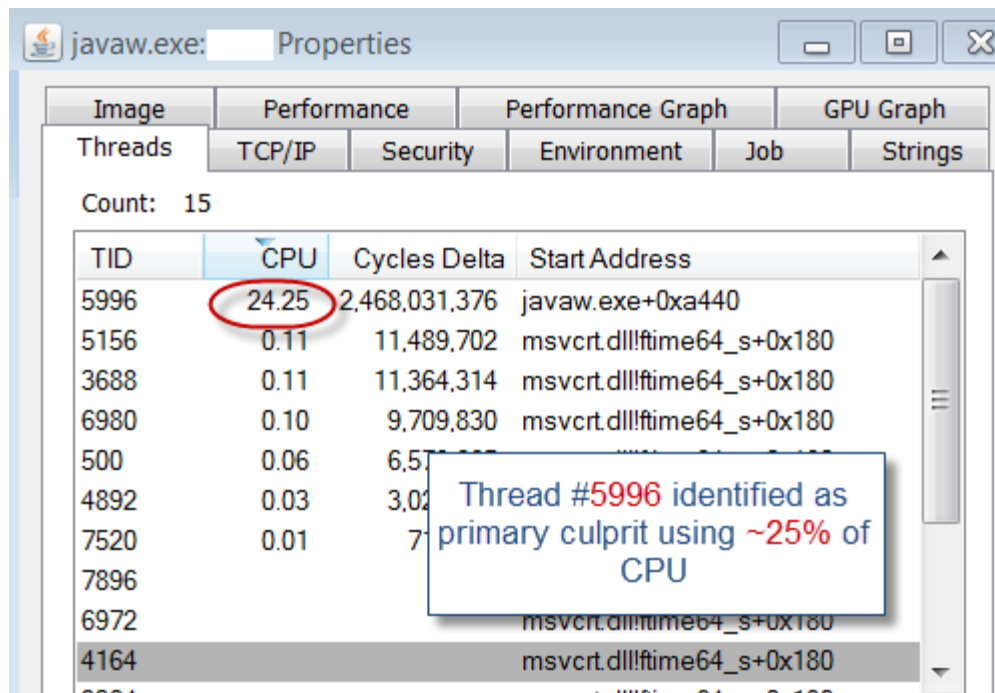 javaw.exe: Properties
Image Performance Performance Graph GPU Graph
Threads TCP/IP Security Environment Job Strings
Count: 15
TID CPU Cycles Delta Start Address
5996 24.25 2,468,031,376 javaw.exe+0xa440
5156 0.11 11,489,702 msvcrt.dll!ftime64_s+0x180
3688 0.11 11,364,314 msvcrt.dll!ftime64_s+0x180
6980 0.10 9,709,830 msvcrt.dll!ftime64_s+0x180
500 0.06
4892 0.03
7520 0.01
7896
6972 msvcrt.dll!ftime64_s+0x180
4164 msvcrt.dll!ftime64_s+0x180
Thread #5996 identified as
primary culprit using ~25% of
CPU